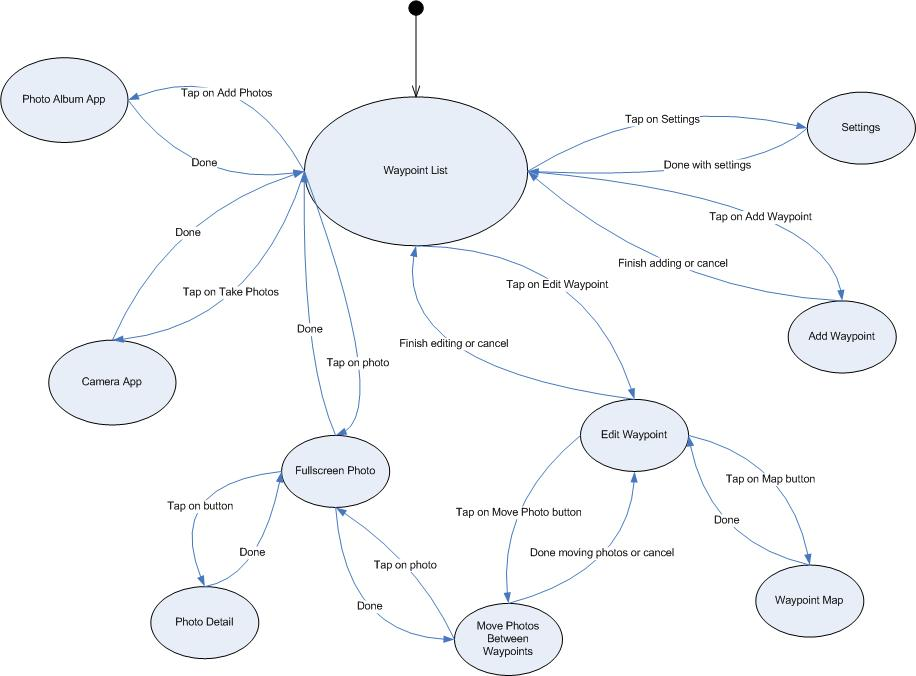 Tap on Add Photos
Photo Album App
Tap on Settings
Settings
Done
Waypoint List
Done with settings
Tap on Add Waypoint
Done
Finish adding or cancel
Tap on Take Photos
Tap on Edit Waypoint
Done
Add Waypoint
Finish editing or cancel
Tap on photo
Camera App
Edit Waypoint
Fullscreen Photo
Tap on Map button
Tap on button
Tap on Move Photo button
Done
Done
Done moving photos or cancel
Tap on photo
Done
Waypoint Map
Photo Detail
Move Photos
Between
Waypoints